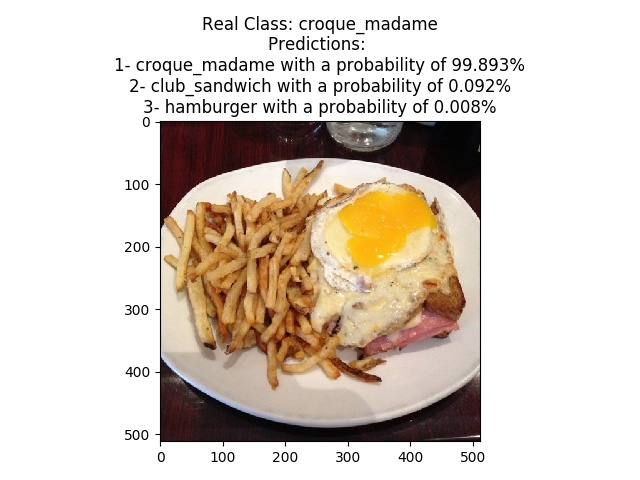 Real Class: croque_madame
Predictions:
1- croque_madame with a probability of 99.893%
2- club_sandwich with a probability of 0.092%
3- hamburger with a probability of 0.008%
0
100
200
300
400
500
0 100 200 300 400 500